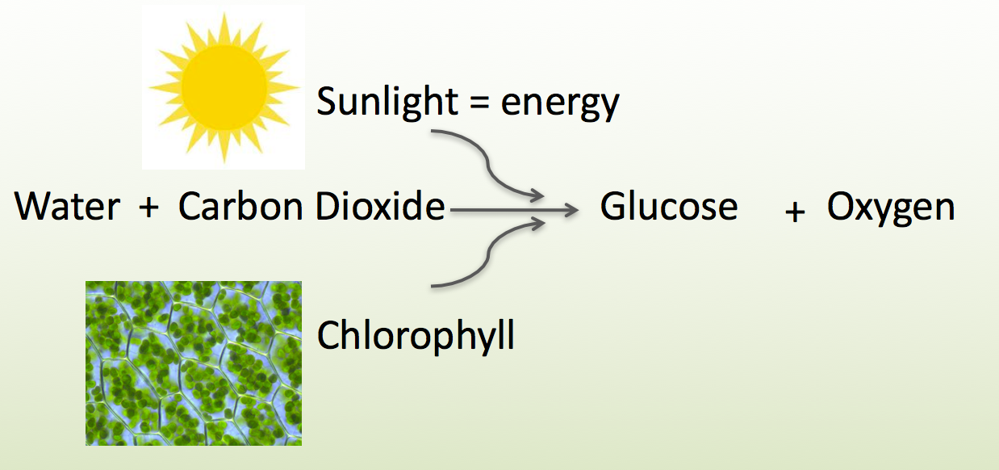 Sunlight = energy
Water + Carbon Dioxide Glucose + Oxygen
Chlorophyll